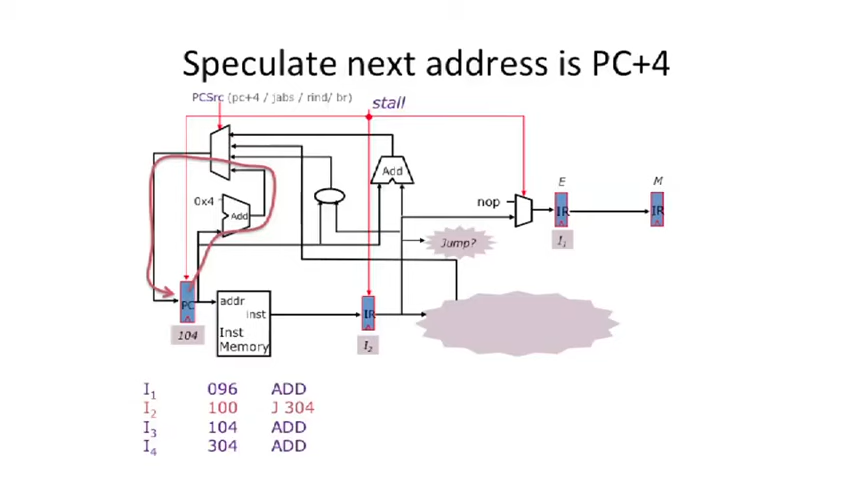 Speculate next address is PC+4
PCSrc (pc+4 / jabs / rind/ br)
stall
Add
0x4
Add
nop
E
M
IR
IR
I1
Jump?
PC
addr
inst
Inst
Memory
IR
104
I2
I1 096 ADD
I2 100 J 304
I3 104 ADD
I4 304 ADD